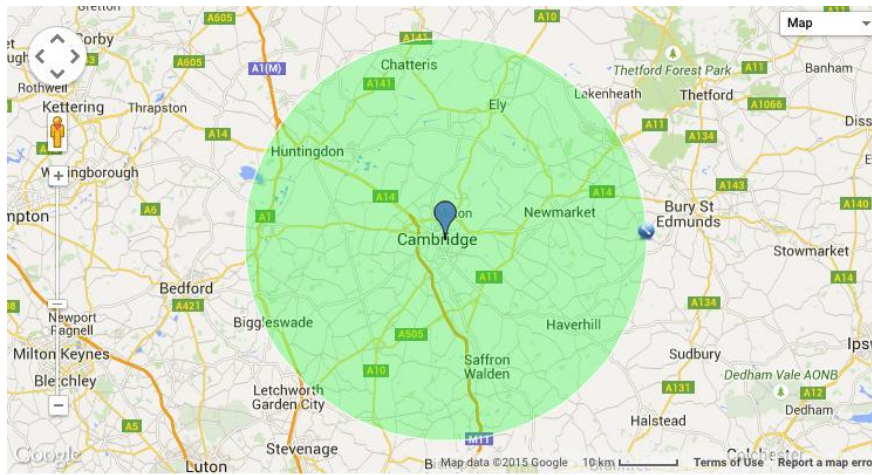 Gretton
A605
A10
A11
Map
Corby
A605
A141
Chatteris
A1(M)
Rothwell
Thetford Forest Park
A11
Banham
A141
Kettering
Thrapston
Ely
Lakenheath
Thetford
A1066
A14
A11
A134
Diss
Huntingdon
Wellingborough
A14
A14
A143
A6
A1
Newmarket
Bury St
Edmunds
A140
Cambridge
Stowmarket
A11
A14
Bedford
A421
A134
Newport
Pagnell
Biggleswade
A505
Haverhill
Milton Keynes
Saffron
Walden
Sudbury
Bletchley
A10
Dedham Vale AONB
A131
A12
Letchworth
Garden City
Dedham
A5
Halstead
Stevenage
M11
Google
Luton
Map data ©2015 Google
10 km
Terms of Use
Report a map error
Colchester